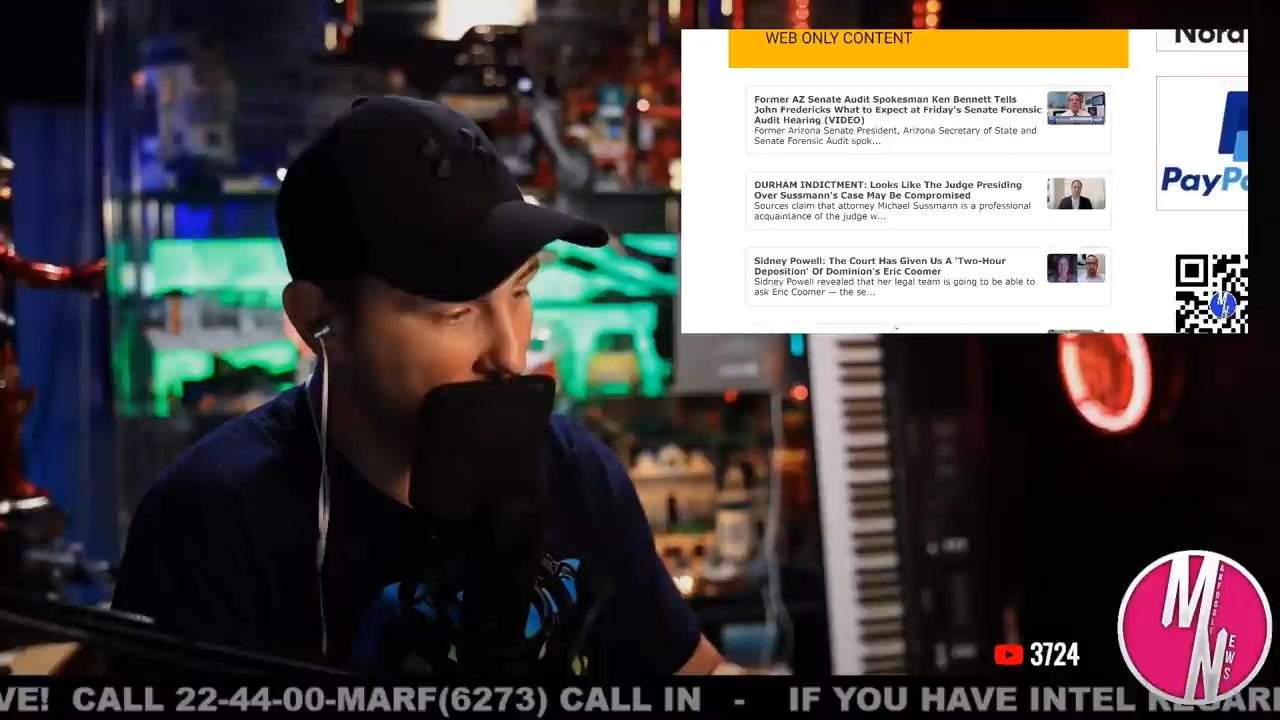 WEB ONLY CONTENT
Former AZ Senate Audit Spokesman Ken Bennett Tells
John Fredericks What to Expect at Friday's Senate Forensic
Audit Hearing (VIDEO)
Former Arizona Senate President, Arizona Secretary of State and
Senate Forensic Audit spok...
DURHAM INDICTMENT: Looks Like The Judge Presiding
Over Sussmann's Case May Be Compromised
Sources claim that attorney Michael Sussmann is a professional
acquaintance of the judge w...
Sidney Powell: The Court Has Given Us A 'Two-Hour
Deposition' Of Dominion's Eric Coomer
Sidney Powell revealed that her legal team is going to be able to
ask Eric Coomer — the se...
Nord
PayPa
3724
MARFOOGLE
NEWS
VE! CALL 22-44-00-MARF(6273) CALL IN - IF YOU HAVE INTEL REGAR